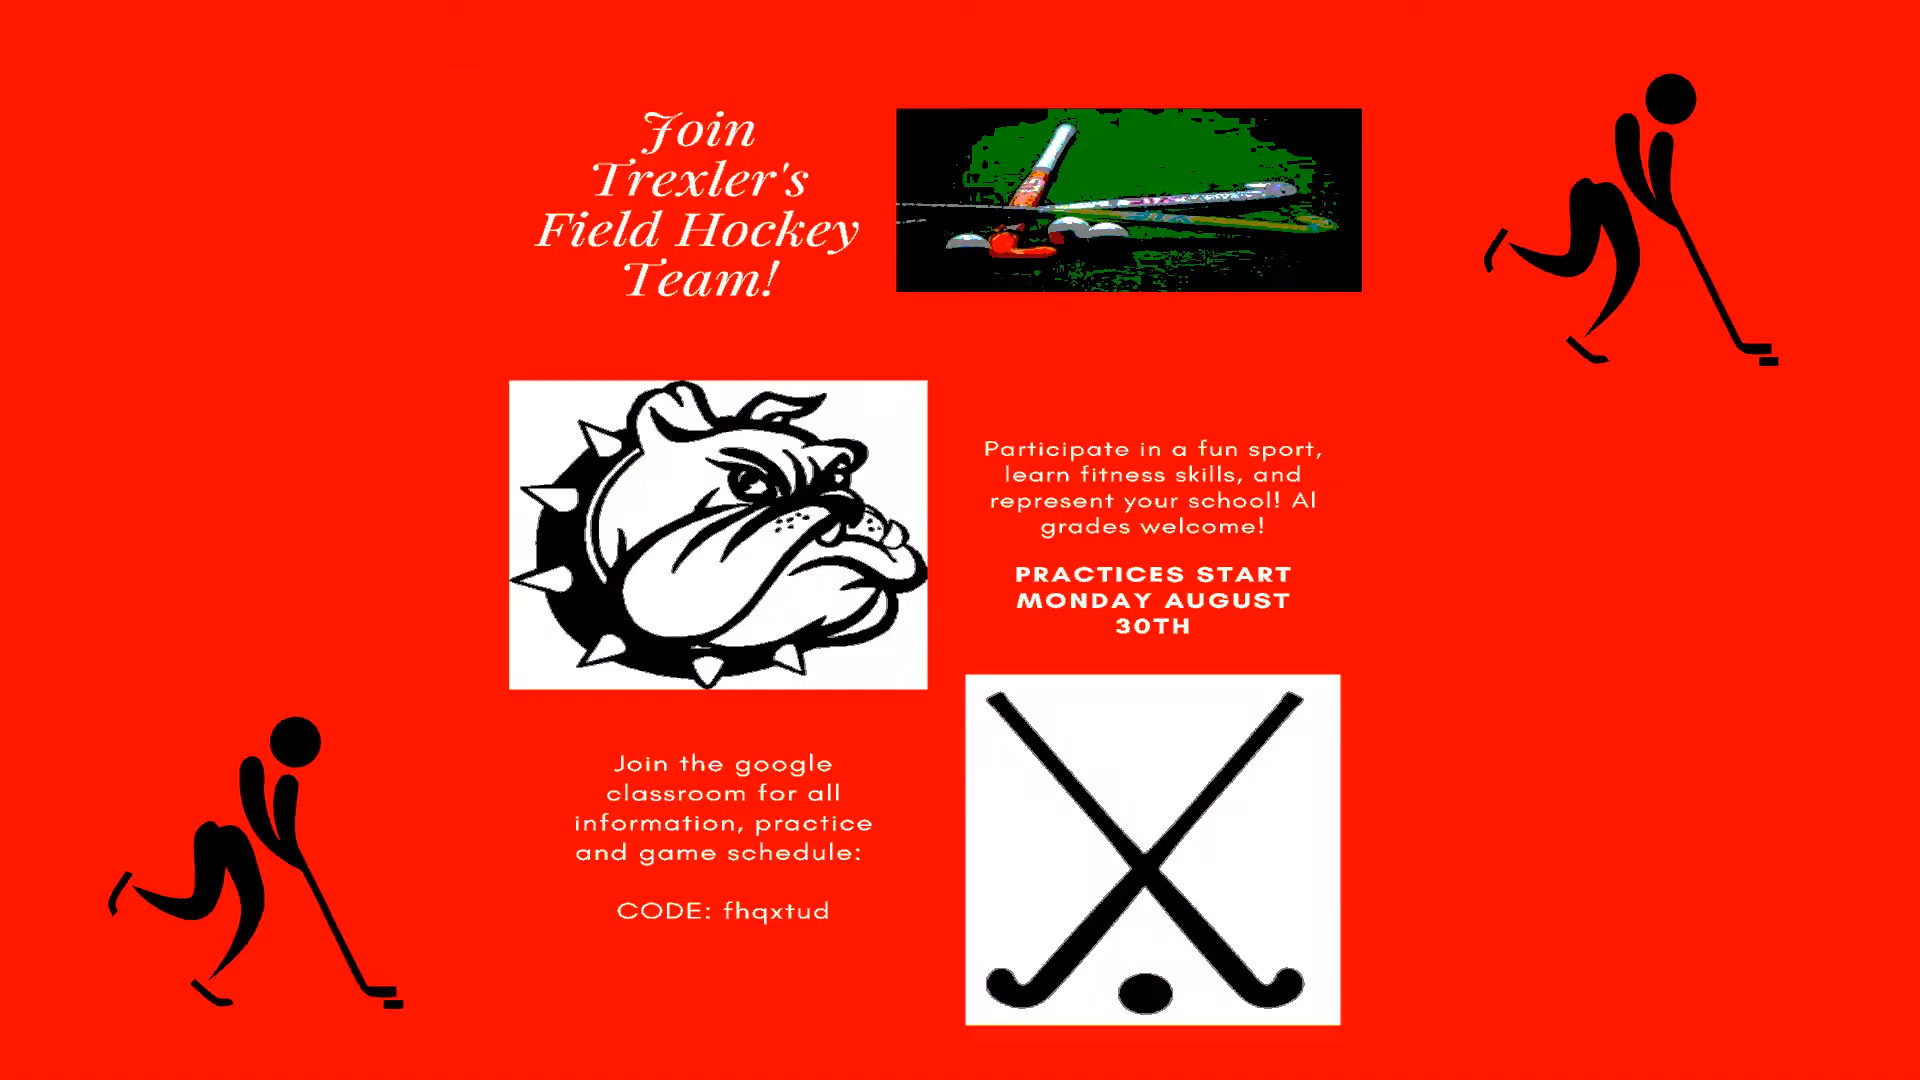 Join
Trexler's
Field Hockey
Team!
Participate in a fun sport,
learn fitness skills, and
represent your school! Al
grades welcome!
PRACTICES START
MONDAY AUGUST
30TH
Join the google
classroom for all
information, practice
and game schedule:
CODE: fhqxtud